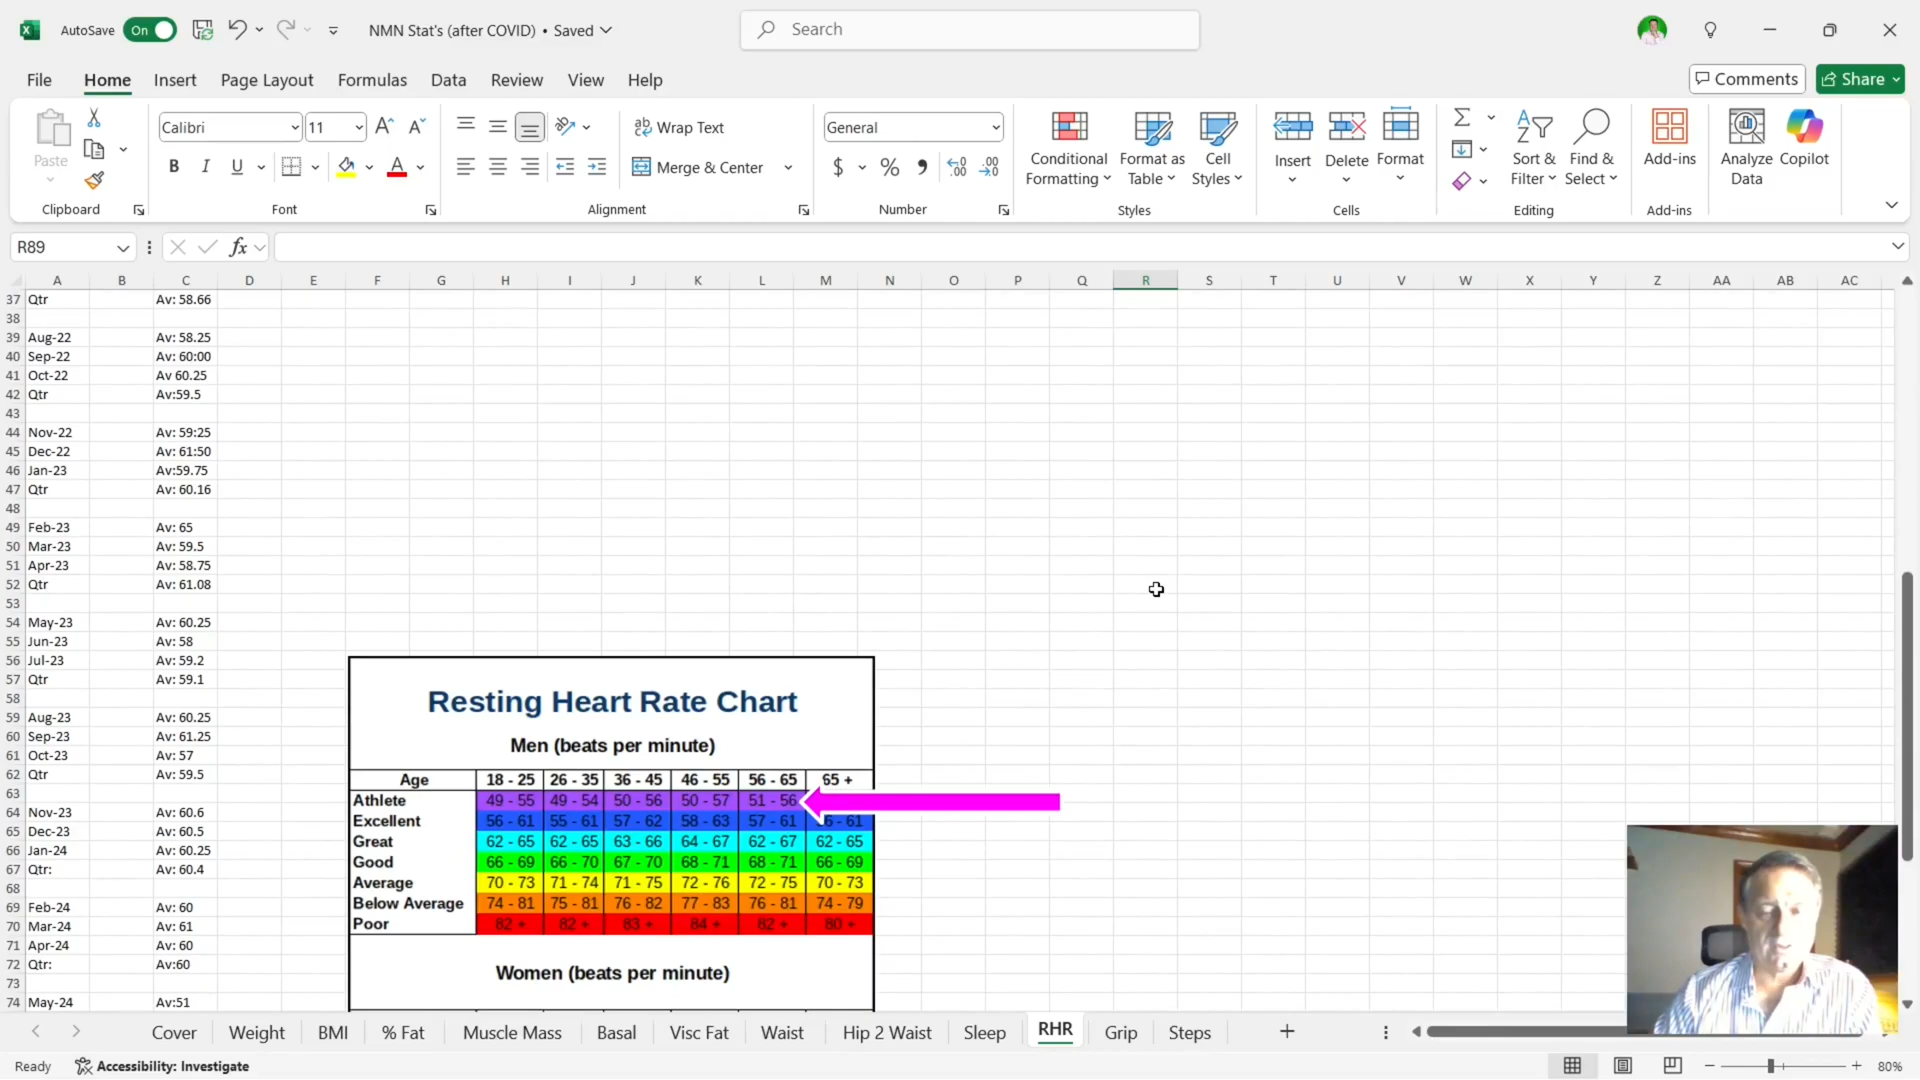 AutoSave On NMN Stat's (after COVID) • Saved Search
File Home Insert Page Layout Formulas Data Review View Help Comments Share
Paste Calibri 11 Wrap Text General Conditional Formatting Format as Table Cell Styles Insert Delete Format Sort & Filter Find & Select Add-ins Analyze Data Copilot
B I U Merge & Center $ % ,
Clipboard Font Alignment Number Styles Cells Editing Add-ins
R89 fx
A B C D E F G H I J K L M N O P Q R S T U V W X Y Z AA AB AC
37 Qtr Av: 58.66
38
39 Aug-22 Av: 58.25
40 Sep-22 Av: 60:00
41 Oct-22 Av 60.25
42 Qtr Av:59.5
43
44 Nov-22 Av: 59:25
45 Dec-22 Av: 61:50
46 Jan-23 Av:59.75
47 Qtr Av: 60.16
48
49 Feb-23 Av: 65
50 Mar-23 Av: 59.5
51 Apr-23 Av: 58.75
52 Qtr Av: 61.08
53
54 May-23 Av: 60.25
55 Jun-23 Av: 58
56 Jul-23 Av: 59.2
57 Qtr Av: 59.1
58
59 Aug-23 Av: 60.25
60 Sep-23 Av: 61.25
61 Oct-23 Av: 57
62 Qtr Av: 59.5
63
64 Nov-23 Av: 60.6
65 Dec-23 Av: 60.5
66 Jan-24 Av: 60.25
67 Qtr: Av: 60.4
68
69 Feb-24 Av: 60
70 Mar-24 Av: 61
71 Apr-24 Av: 60
72 Qtr: Av:60
73
74 May-24 Av:51
Resting Heart Rate Chart
Men (beats per minute)
Age 18 - 25 26 - 35 36 - 45 46 - 55 56 - 65 65 +
Athlete 49 - 55 49 - 54 50 - 56 50 - 57 51 - 56
Excellent 56 - 61 55 - 61 57 - 62 58 - 63 57 - 61 - 61
Great 62 - 65 62 - 65 63 - 66 64 - 67 62 - 67 62 - 65
Good 66 - 69 66 - 70 67 - 70 68 - 71 68 - 71 66 - 69
Average 70 - 73 71 - 74 71 - 75 72 - 76 72 - 75 70 - 73
Below Average 74 - 81 75 - 81 76 - 82 77 - 83 76 - 81 74 - 79
Poor 82 + 82 + 83 + 84 + 82 + 80 +
Women (beats per minute)
Cover Weight BMI % Fat Muscle Mass Basal Visc Fat Waist Hip 2 Waist Sleep RHR Grip Steps
Ready Accessibility: Investigate 80%